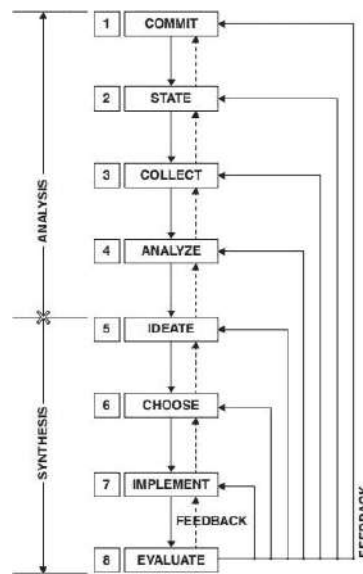 1 COMMIT
2 STATE
3 COLLECT
4 ANALYZE
5 IDEATE
6 CHOOSE
7 IMPLEMENT
FEEDBACK
8 EVALUATE
ANALYSIS
SYNTHESIS
FEEDBACK